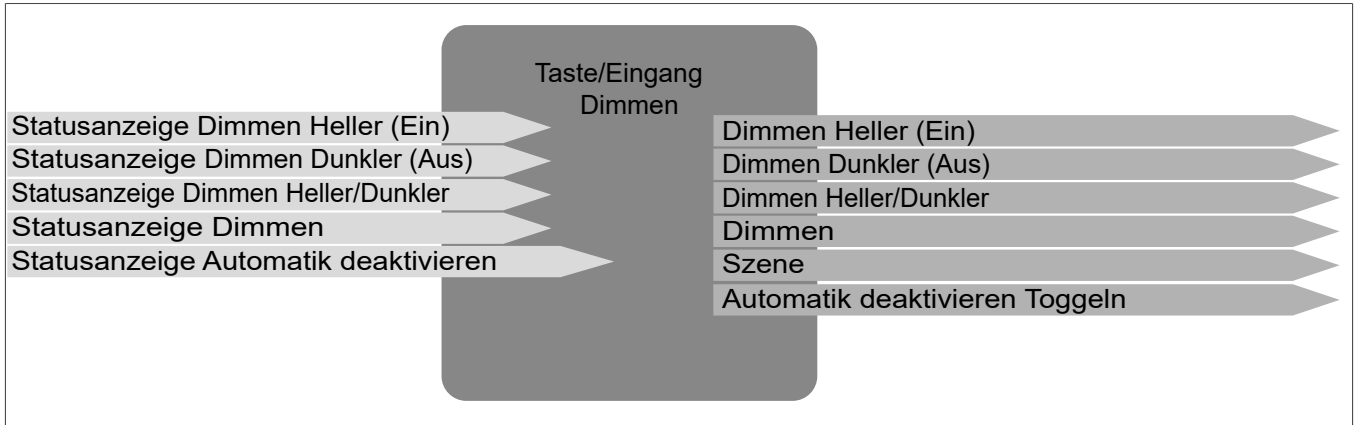 Taste/Eingang
Dimmen
Statusanzeige Dimmen Heller (Ein)
Statusanzeige Dimmen Dunkler (Aus)
Statusanzeige Dimmen Heller/Dunkler
Statusanzeige Dimmen
Statusanzeige Automatik deaktivieren
Dimmen Heller (Ein)
Dimmen Dunkler (Aus)
Dimmen Heller/Dunkler
Dimmen
Szene
Automatik deaktivieren Toggeln